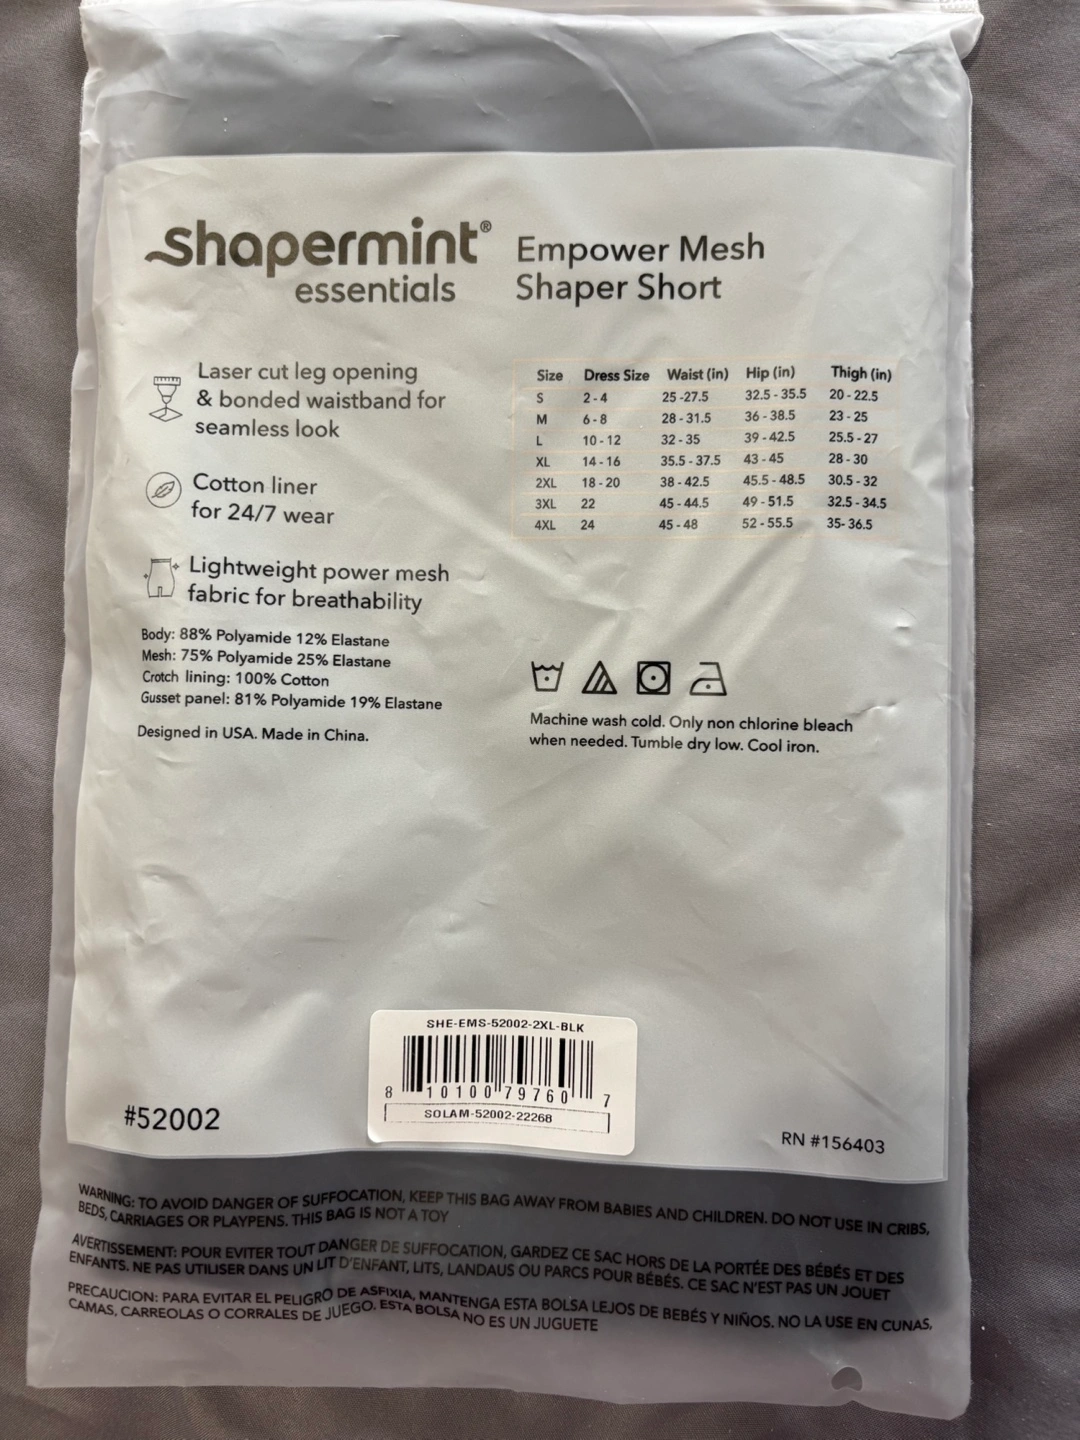 shapermint®
essentials
Empower Mesh
Shaper Short
Laser cut leg opening
& bonded waistband for
seamless look
Cotton liner
for 24/7 wear
Lightweight power mesh
fabric for breathability
Body: 88% Polyamide 12% Elastane
Mesh: 75% Polyamide 25% Elastane
Crotch lining: 100% Cotton
Gusset panel: 81% Polyamide 19% Elastane
Designed in USA. Made in China.
Size Dress Size Waist (in) Hip (in) Thigh (in)
S 2 - 4 25 -27.5 32.5 - 35.5 20 - 22.5
M 6 - 8 28 - 31.5 36 - 38.5 23 - 25
L 10 - 12 32 - 35 39 - 42.5 25.5 - 27
XL 14 - 16 35.5 - 37.5 43 - 45 28 - 30
2XL 18 - 20 38 - 42.5 45.5 - 48.5 30.5 - 32
3XL 22 45 - 44.5 49 - 51.5 32.5 - 34.5
4XL 24 45 - 48 52 - 55.5 35- 36.5
Machine wash cold. Only non chlorine bleach
when needed. Tumble dry low. Cool iron.
SHE-EMS-52002-2XL-BLK
8 10100 79760 7
SOLAM-52002-22268
#52002
RN #156403
WARNING: TO AVOID DANGER OF SUFFOCATION, KEEP THIS BAG AWAY FROM BABIES AND CHILDREN. DO NOT USE IN CRIBS,
BEDS, CARRIAGES OR PLAYPENS. THIS BAG IS NOT A TOY
AVERTISSEMENT: POUR EVITER TOUT DANGER DE SUFFOCATION, GARDEZ CE SAC HORS DE LA PORTÉE DES BÉBÉS ET DES
ENFANTS. NE PAS UTILISER DANS UN LIT D'ENFANT, LITS, LANDAUS OU PARCS POUR BÉBÉS. CE SAC N'EST PAS UN JOUET
PRECAUCION: PARA EVITAR EL PELIGRO DE ASFIXIA, MANTENGA ESTA BOLSA LEJOS DE BEBÉS Y NIÑOS. NO LA USE EN CUNAS,
CAMAS, CARREOLAS O CORRALES DE JUEGO. ESTA BOLSA NO ES UN JUGUETE